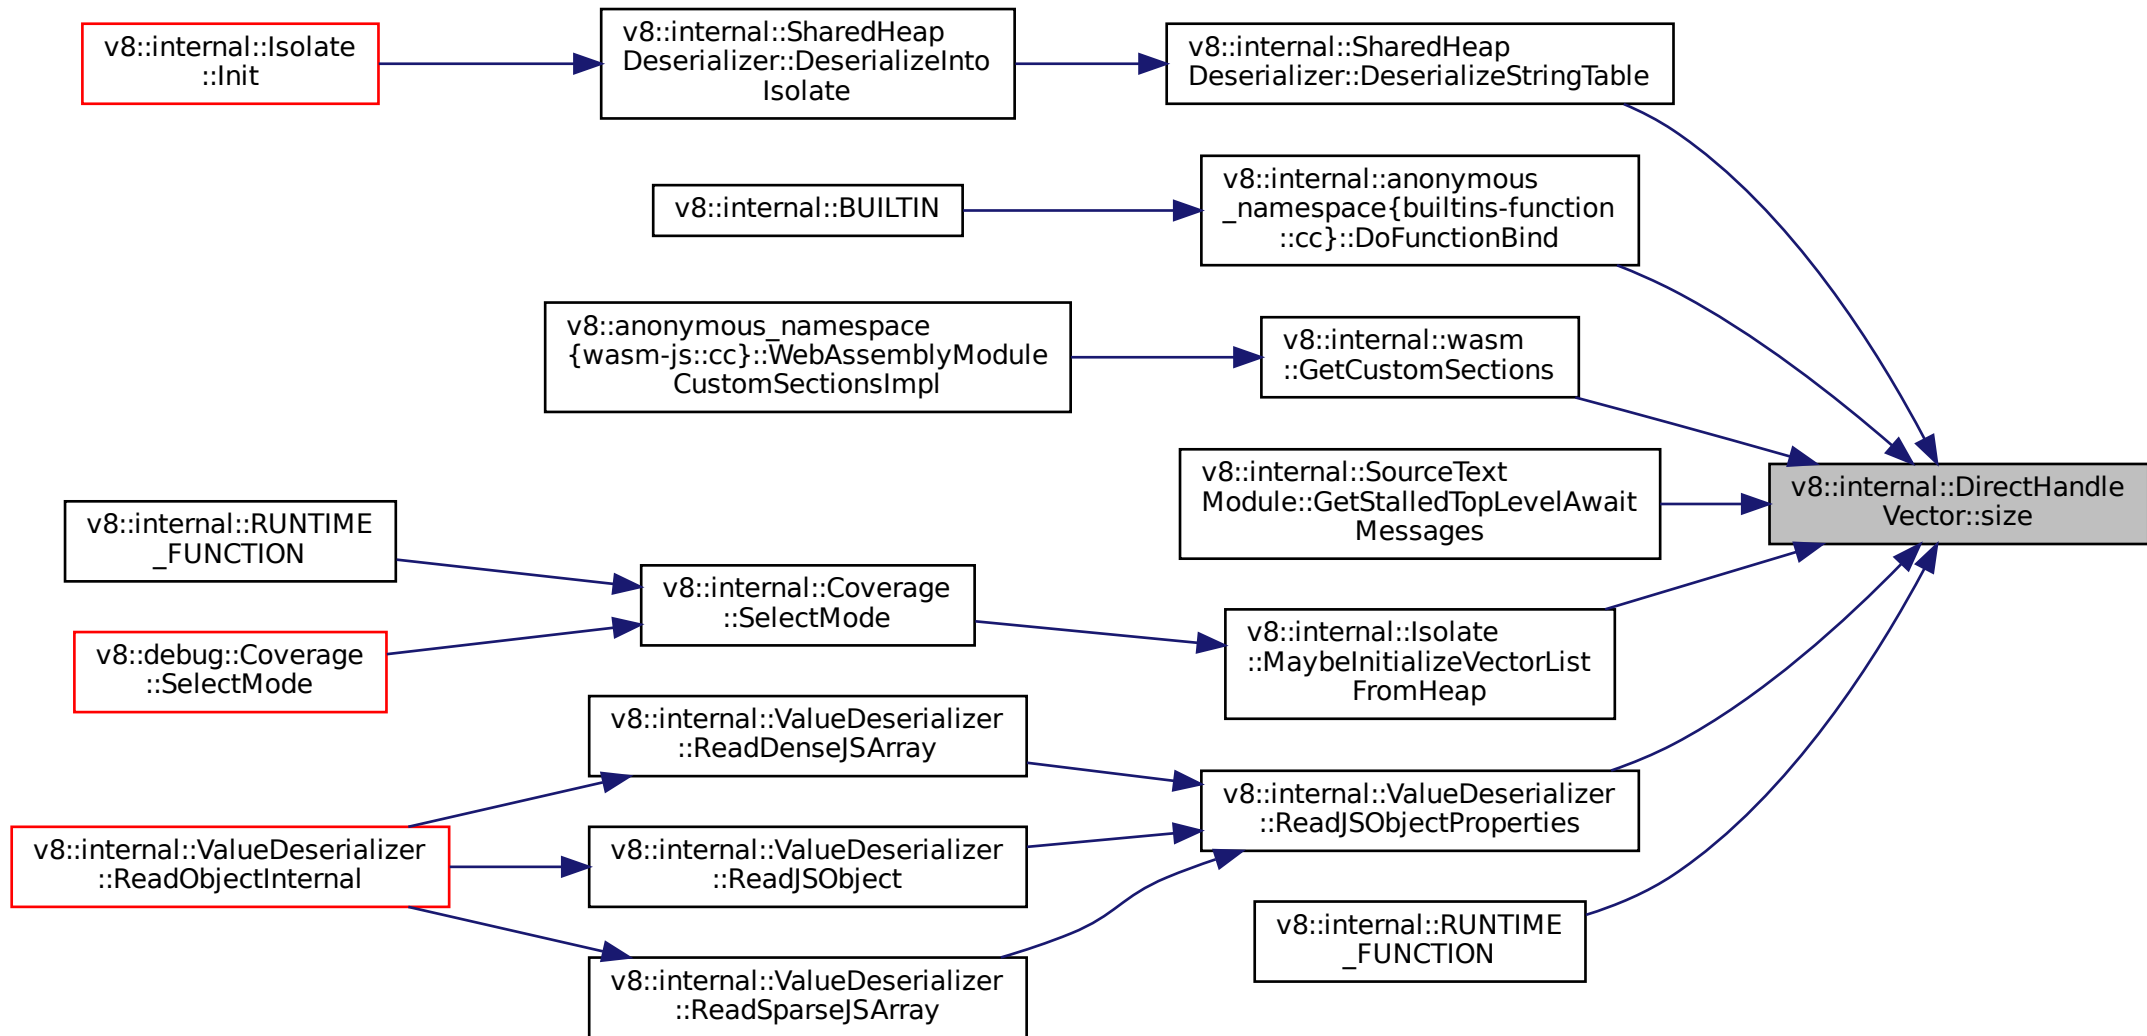 v8::internal::Isolate
::Init
v8::internal::SharedHeap
Deserializer::DeserializeInto
Isolate
v8::internal::SharedHeap
Deserializer::DeserializeStringTable
v8::internal::BUILTIN
v8::internal::anonymous
_namespace{builtins-function
::cc}::DoFunctionBind
v8::anonymous_namespace
{wasm-js::cc}::WebAssemblyModule
CustomSectionsImpl
v8::internal::wasm
::GetCustomSections
v8::internal::SourceText
Module::GetStalledTopLevelAwait
Messages
v8::internal::DirectHandle
Vector::size
v8::internal::RUNTIME
_FUNCTION
v8::debug::Coverage
::SelectMode
v8::internal::Coverage
::SelectMode
v8::internal::Isolate
::MaybeInitializeVectorList
FromHeap
v8::internal::ValueDeserializer
::ReadDenseJSArray
v8::internal::ValueDeserializer
::ReadObjectInternal
v8::internal::ValueDeserializer
::ReadJSObject
v8::internal::ValueDeserializer
::ReadJSObjectProperties
v8::internal::ValueDeserializer
::ReadSparseJSArray
v8::internal::RUNTIME
_FUNCTION